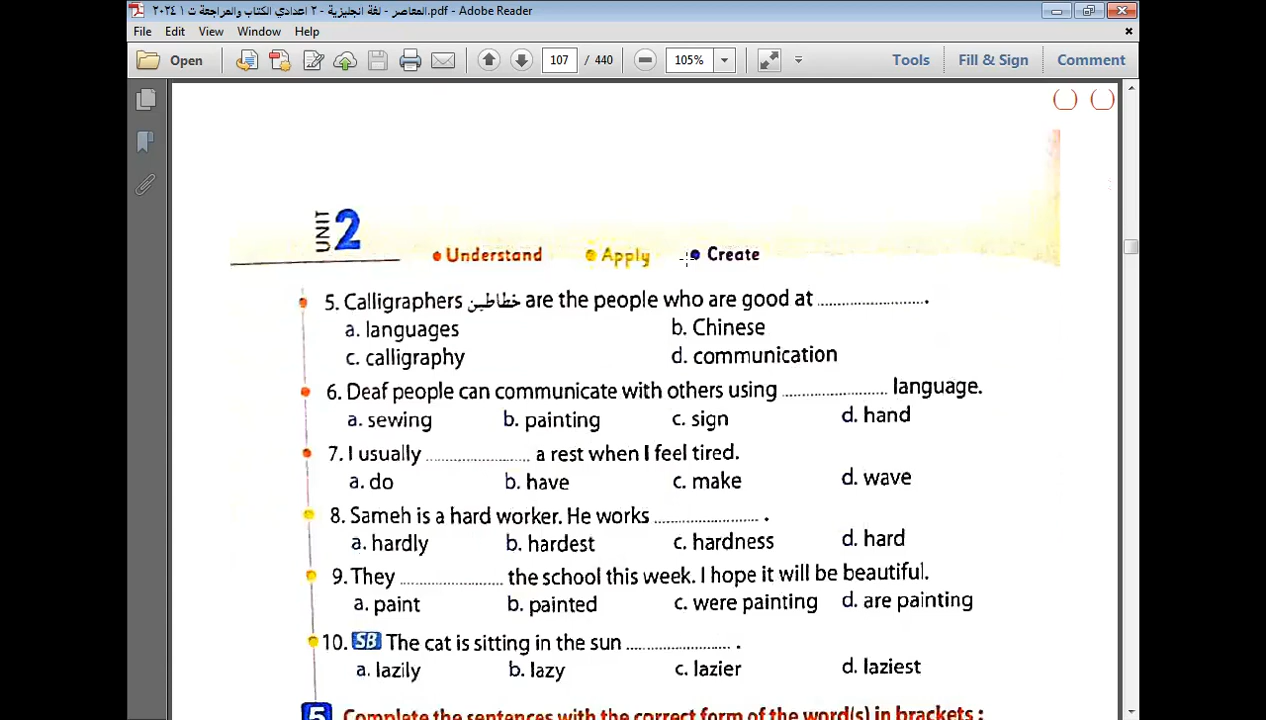 المعاصر - لغة انجليزية - ٢ اعدادي الكتاب والمراجعة ت ١ ٢٠٢٤.pdf - Adobe Reader
File Edit View Window Help
Open 107 / 440 105% Tools Fill & Sign Comment
( ) ( )
UNIT 2
Understand Apply Create
5. Calligraphers خطاطين are the people who are good at ........................ .
a. languages b. Chinese
c. calligraphy d. communication
6. Deaf people can communicate with others using ........................ language.
a. sewing b. painting c. sign d. hand
7. I usually ........................ a rest when I feel tired.
a. do b. have c. make d. wave
8. Sameh is a hard worker. He works ........................ .
a. hardly b. hardest c. hardness d. hard
9. They ........................ the school this week. I hope it will be beautiful.
a. paint b. painted c. were painting d. are painting
10. SB The cat is sitting in the sun ........................ .
a. lazily b. lazy c. lazier d. laziest
5 Complete the sentences with the correct form of the word(s) in brackets :